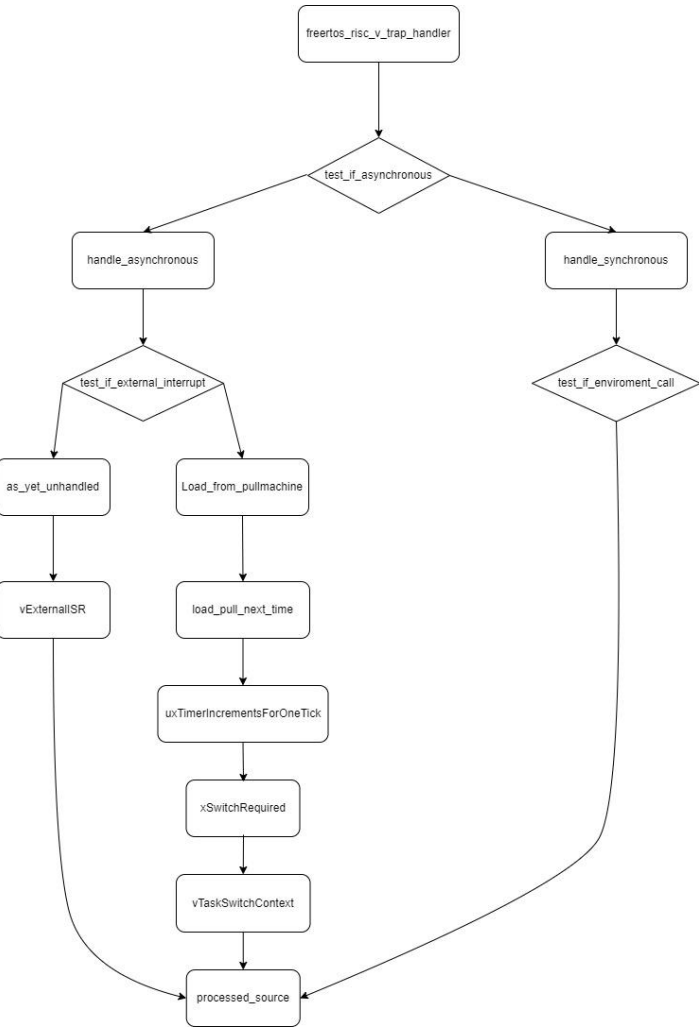 freertos_risc_v_trap_handler
test_if_asynchronous
handle_asynchronous
handle_synchronous
test_if_external_interrupt
test_if_enviroment_call
as_yet_unhandled
Load_from_pullmachine
vExternalISR
load_pull_next_time
uxTimerIncrementsForOneTick
xSwitchRequired
vTaskSwitchContext
processed_source